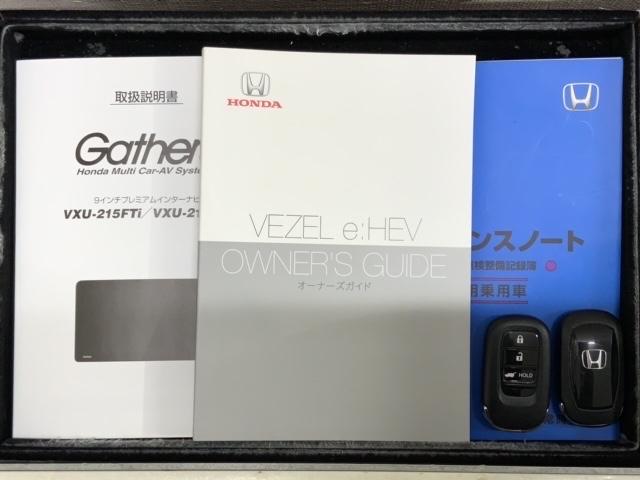 取扱説明書
Gathers
Honda Multi Car-AV System
9インチプレミアムインターナビ
VXU-215FTi/VXU-21
HONDA
VEZEL e:HEV
OWNER'S GUIDE
オーナーズガイド
ンスノート
検整備記録簿
用乗用車
HOLD